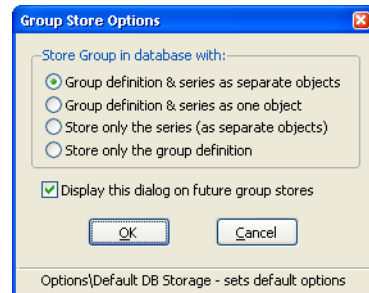 Group Store Options
Store Group in database with:
Group definition & series as separate objects
Group definition & series as one object
Store only the series (as separate objects)
Store only the group definition
Display this dialog on future group stores
OK
Cancel
Options\Default DB Storage - sets default options